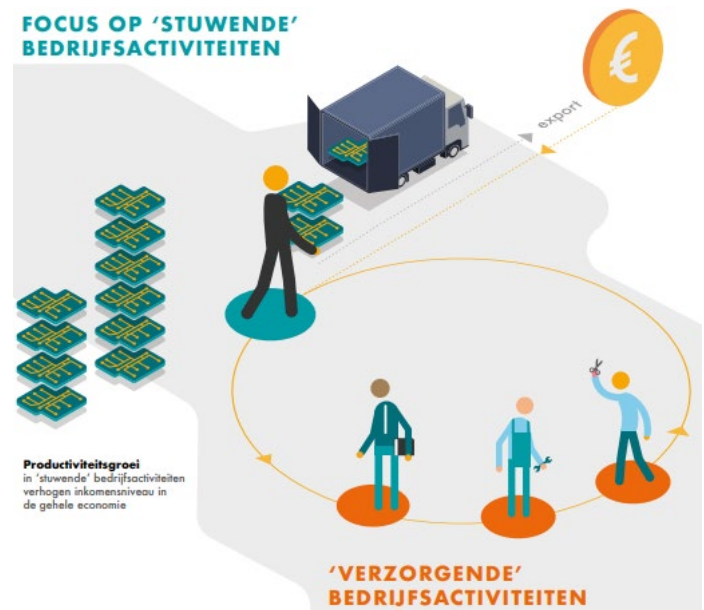 FOCUS OP ‘STUWENDE’
BEDRIJFSACTIVITEITEN
€
export
Productiviteitsgroei
in ‘stuwende’ bedrijfsactiviteiten
verhogen inkomensniveau in
de gehele economie
‘VERZORGENDE’
BEDRIJFSACTIVITEITEN